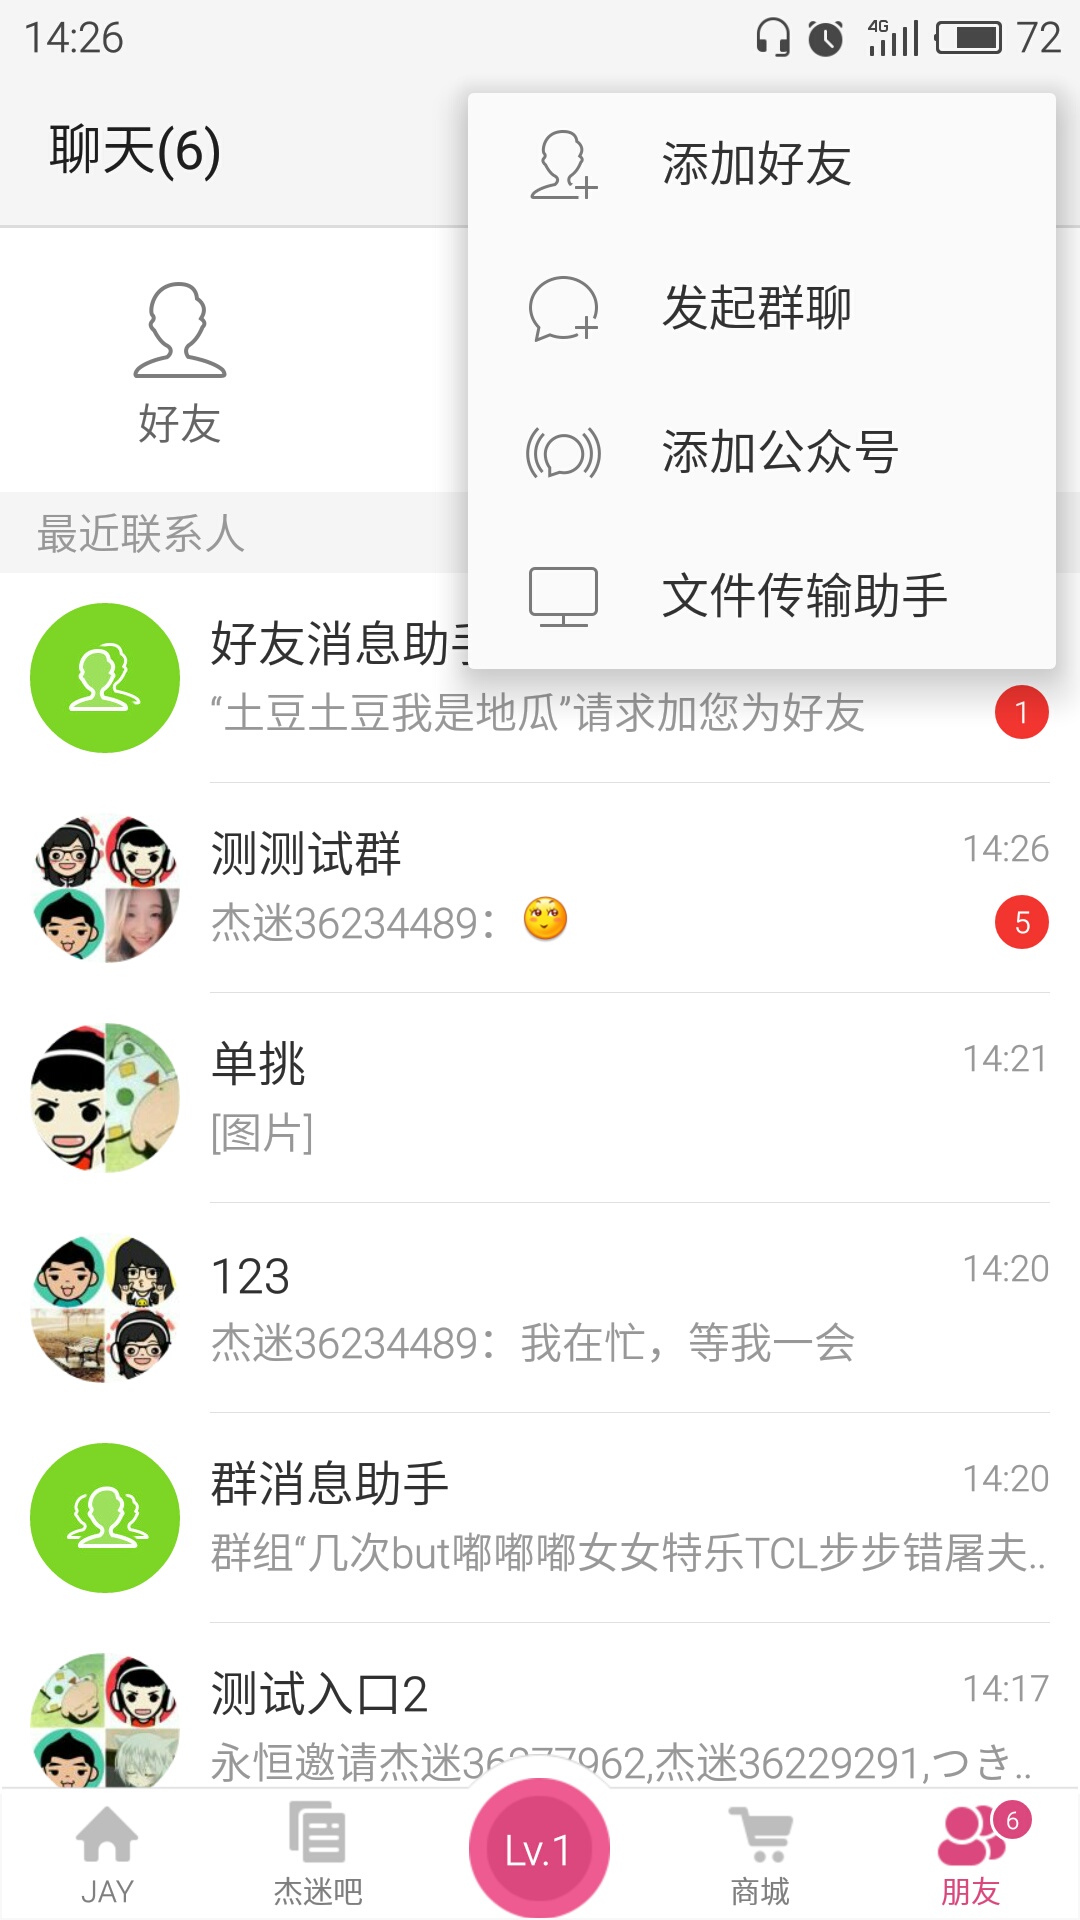 14:26
4G
72
聊天(6)
添加好友
发起群聊
添加公众号
文件传输助手
好友
最近联系人
好友消息助手
“土豆土豆我是地瓜”请求加您为好友
1
测测试群
14:26
杰迷36234489：
5
单挑
14:21
[图片]
123
14:20
杰迷36234489：我在忙，等我一会
群消息助手
14:20
群组“几次but嘟嘟嘟女女特乐TCL步步错屠夫..
测试入口2
14:17
永恒邀请杰迷36277962,杰迷36229291,つき..
JAY
杰迷吧
Lv.1
商城
6
朋友